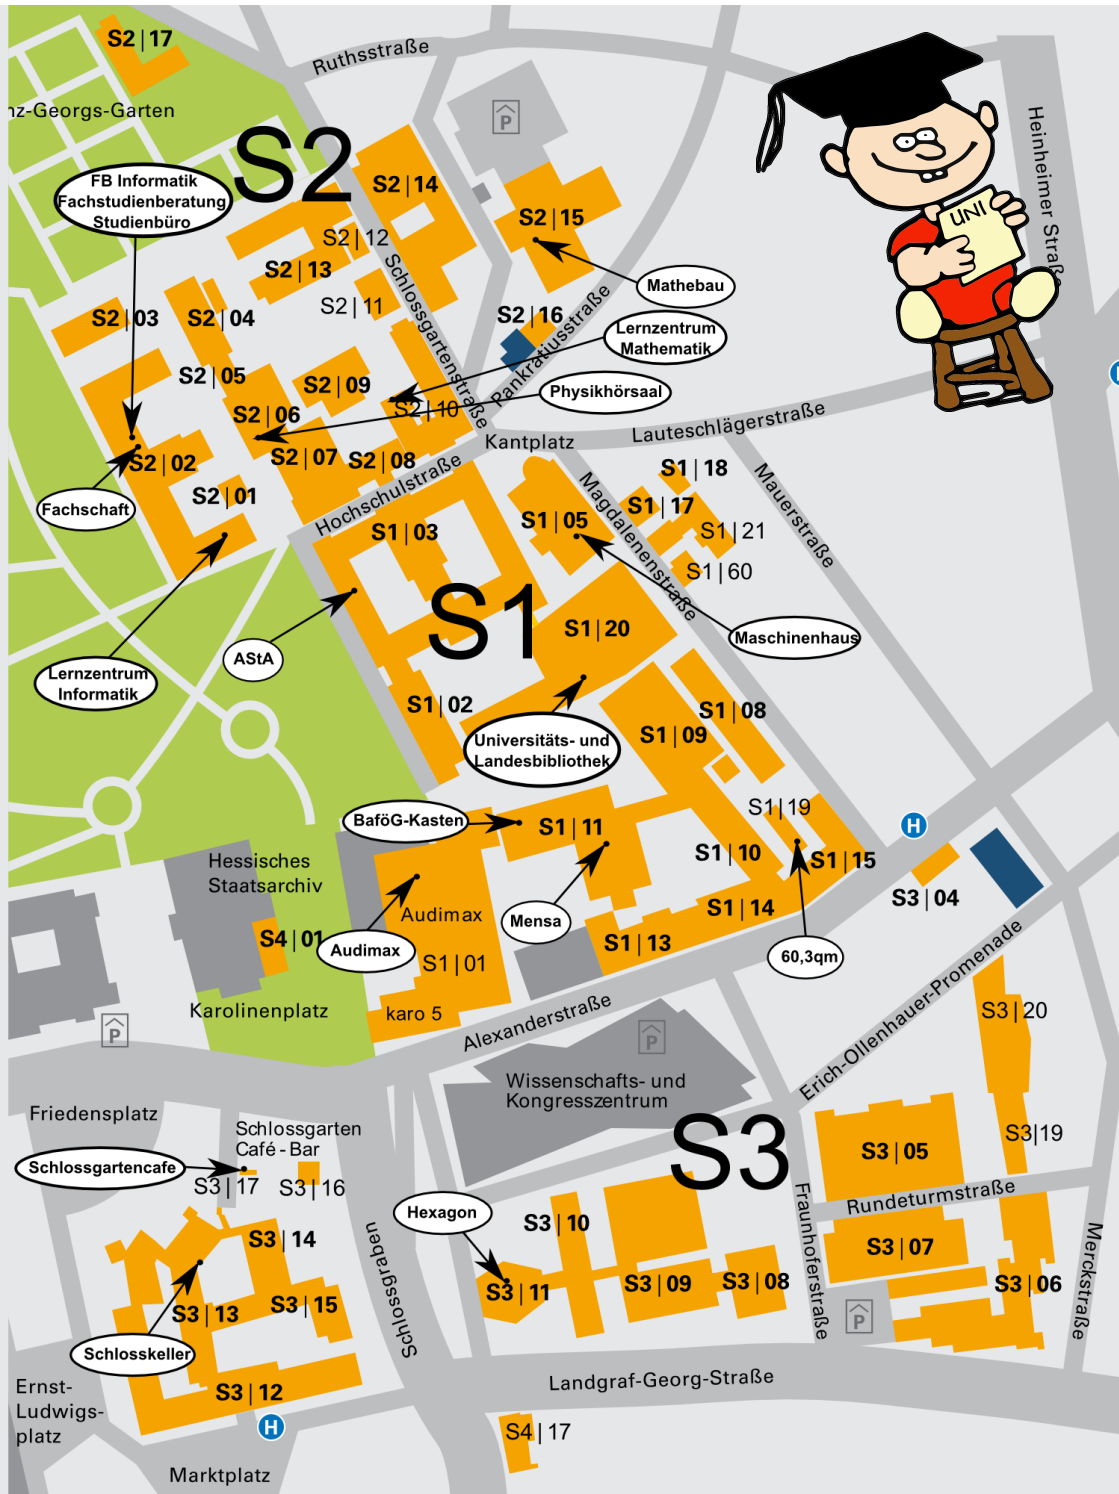 S2|17
Ruthsstraße
nz-Georgs-Garten
P
UNI
Heinheimer Straße
S2
FB Informatik
Fachstudienberatung
Studienbüro
S2|14
S2|15
S2|12
S2|13
S2|11
Schlossgartenstraße
Mathebau
S2|03
S2|04
S2|16
Pankratiusstraße
Lernzentrum
Mathematik
S2|05
S2|09
Physikhörsaal
S2|06
S2|10
Lauteschlägerstraße
Kantplatz
S2|02
S2|07
S2|08
S2|01
Hochschulstraße
Fachschaft
S1|03
S1|05
Magdalenenstraße
S1|18
S1|17
S1|21
S1|60
Mauerstraße
S1
S1|20
Maschinenhaus
AStA
Lernzentrum
Informatik
S1|02
Universitäts- und
Landesbibliothek
S1|08
S1|09
BaföG-Kasten
S1|11
S1|19
H
S1|10
S1|15
Hessisches
Staatsarchiv
S3|04
S1|14
Audimax
Mensa
S4|01
Audimax
S1|13
60,3qm
S1|01
Karolinenplatz
karo 5
Alexanderstraße
Erich-Ollenhauer-Promenade
S3|20
P
P
Wissenschafts- und
Kongresszentrum
Friedensplatz
Schlossgarten
Café-Bar
S3
S3|19
Schlossgartencafe
S3|05
S3|17
S3|16
Rundeturmstraße
Hexagon
S3|10
Fraunhoferstraße
S3|14
S3|07
Merckstraße
Schlossgraben
S3|11
S3|09
S3|08
S3|06
S3|13
S3|15
P
Schlosskeller
S3|12
Landgraf-Georg-Straße
Ernst-
Ludwigs-
platz
H
S4|17
Marktplatz